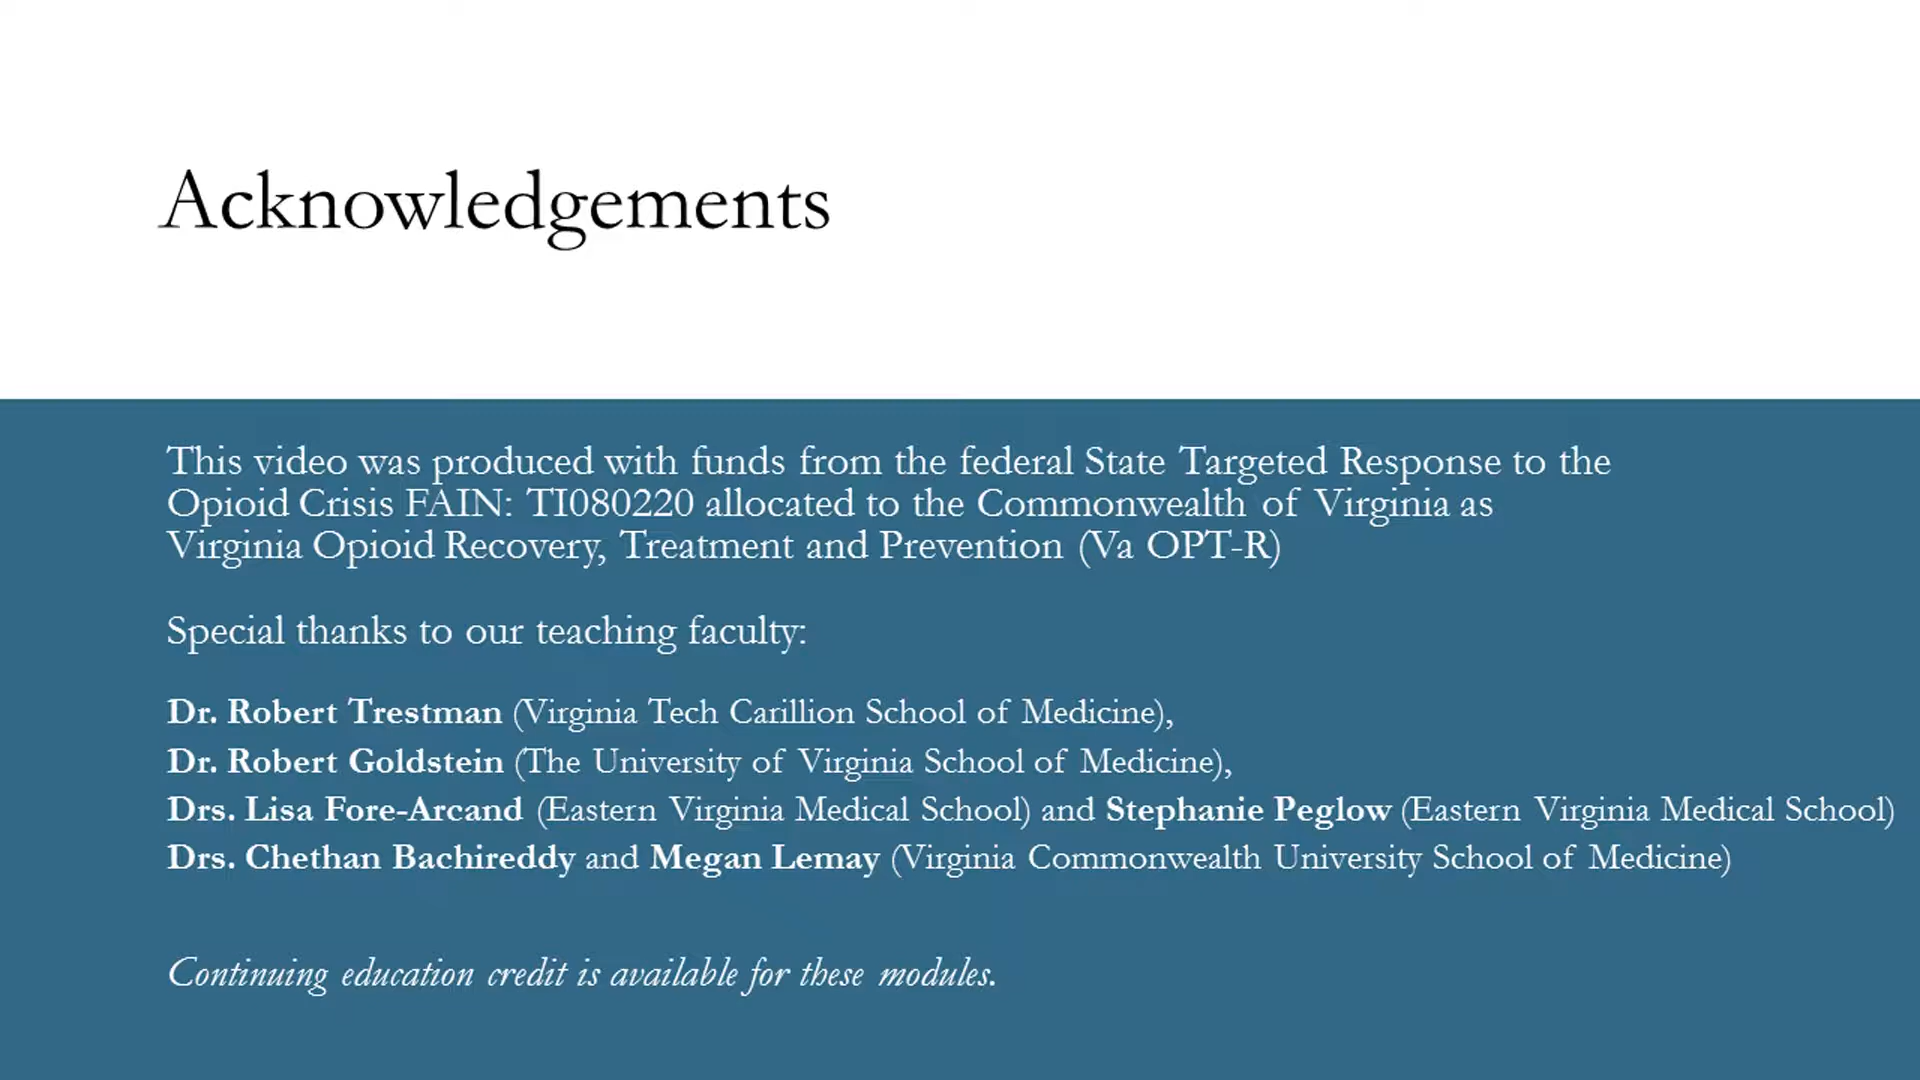 Acknowledgements
This video was produced with funds from the federal State Targeted Response to the
Opioid Crisis FAIN: TI080220 allocated to the Commonwealth of Virginia as
Virginia Opioid Recovery, Treatment and Prevention (Va OPT-R)
Special thanks to our teaching faculty:
Dr. Robert Trestman (Virginia Tech Carillion School of Medicine),
Dr. Robert Goldstein (The University of Virginia School of Medicine),
Drs. Lisa Fore-Arcand (Eastern Virginia Medical School) and Stephanie Peglow (Eastern Virginia Medical School)
Drs. Chethan Bachireddy and Megan Lemay (Virginia Commonwealth University School of Medicine)
Continuing education credit is available for these modules.